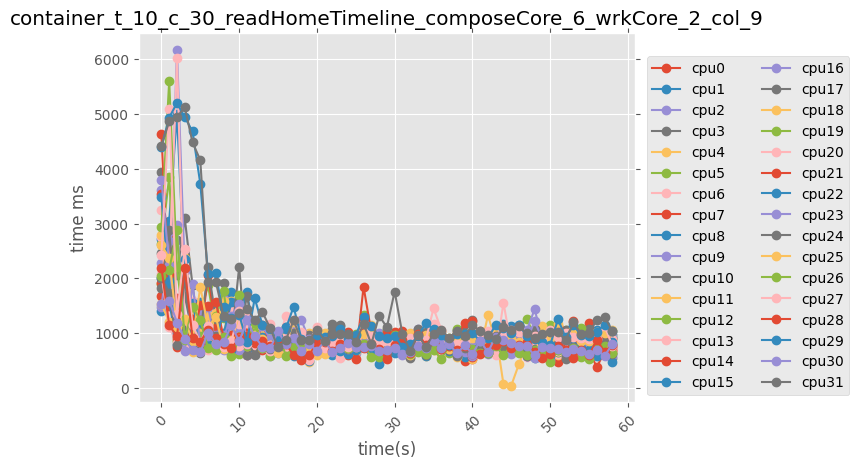 container_t_10_c_30_readHomeTimeline_composeCore_6_wrkCore_2_col_9
6000
5000
4000
3000
2000
1000
0
time ms
0
10
20
30
40
50
60
time(s)
cpu0
cpu1
cpu2
cpu3
cpu4
cpu5
cpu6
cpu7
cpu8
cpu9
cpu10
cpu11
cpu12
cpu13
cpu14
cpu15
cpu16
cpu17
cpu18
cpu19
cpu20
cpu21
cpu22
cpu23
cpu24
cpu25
cpu26
cpu27
cpu28
cpu29
cpu30
cpu31